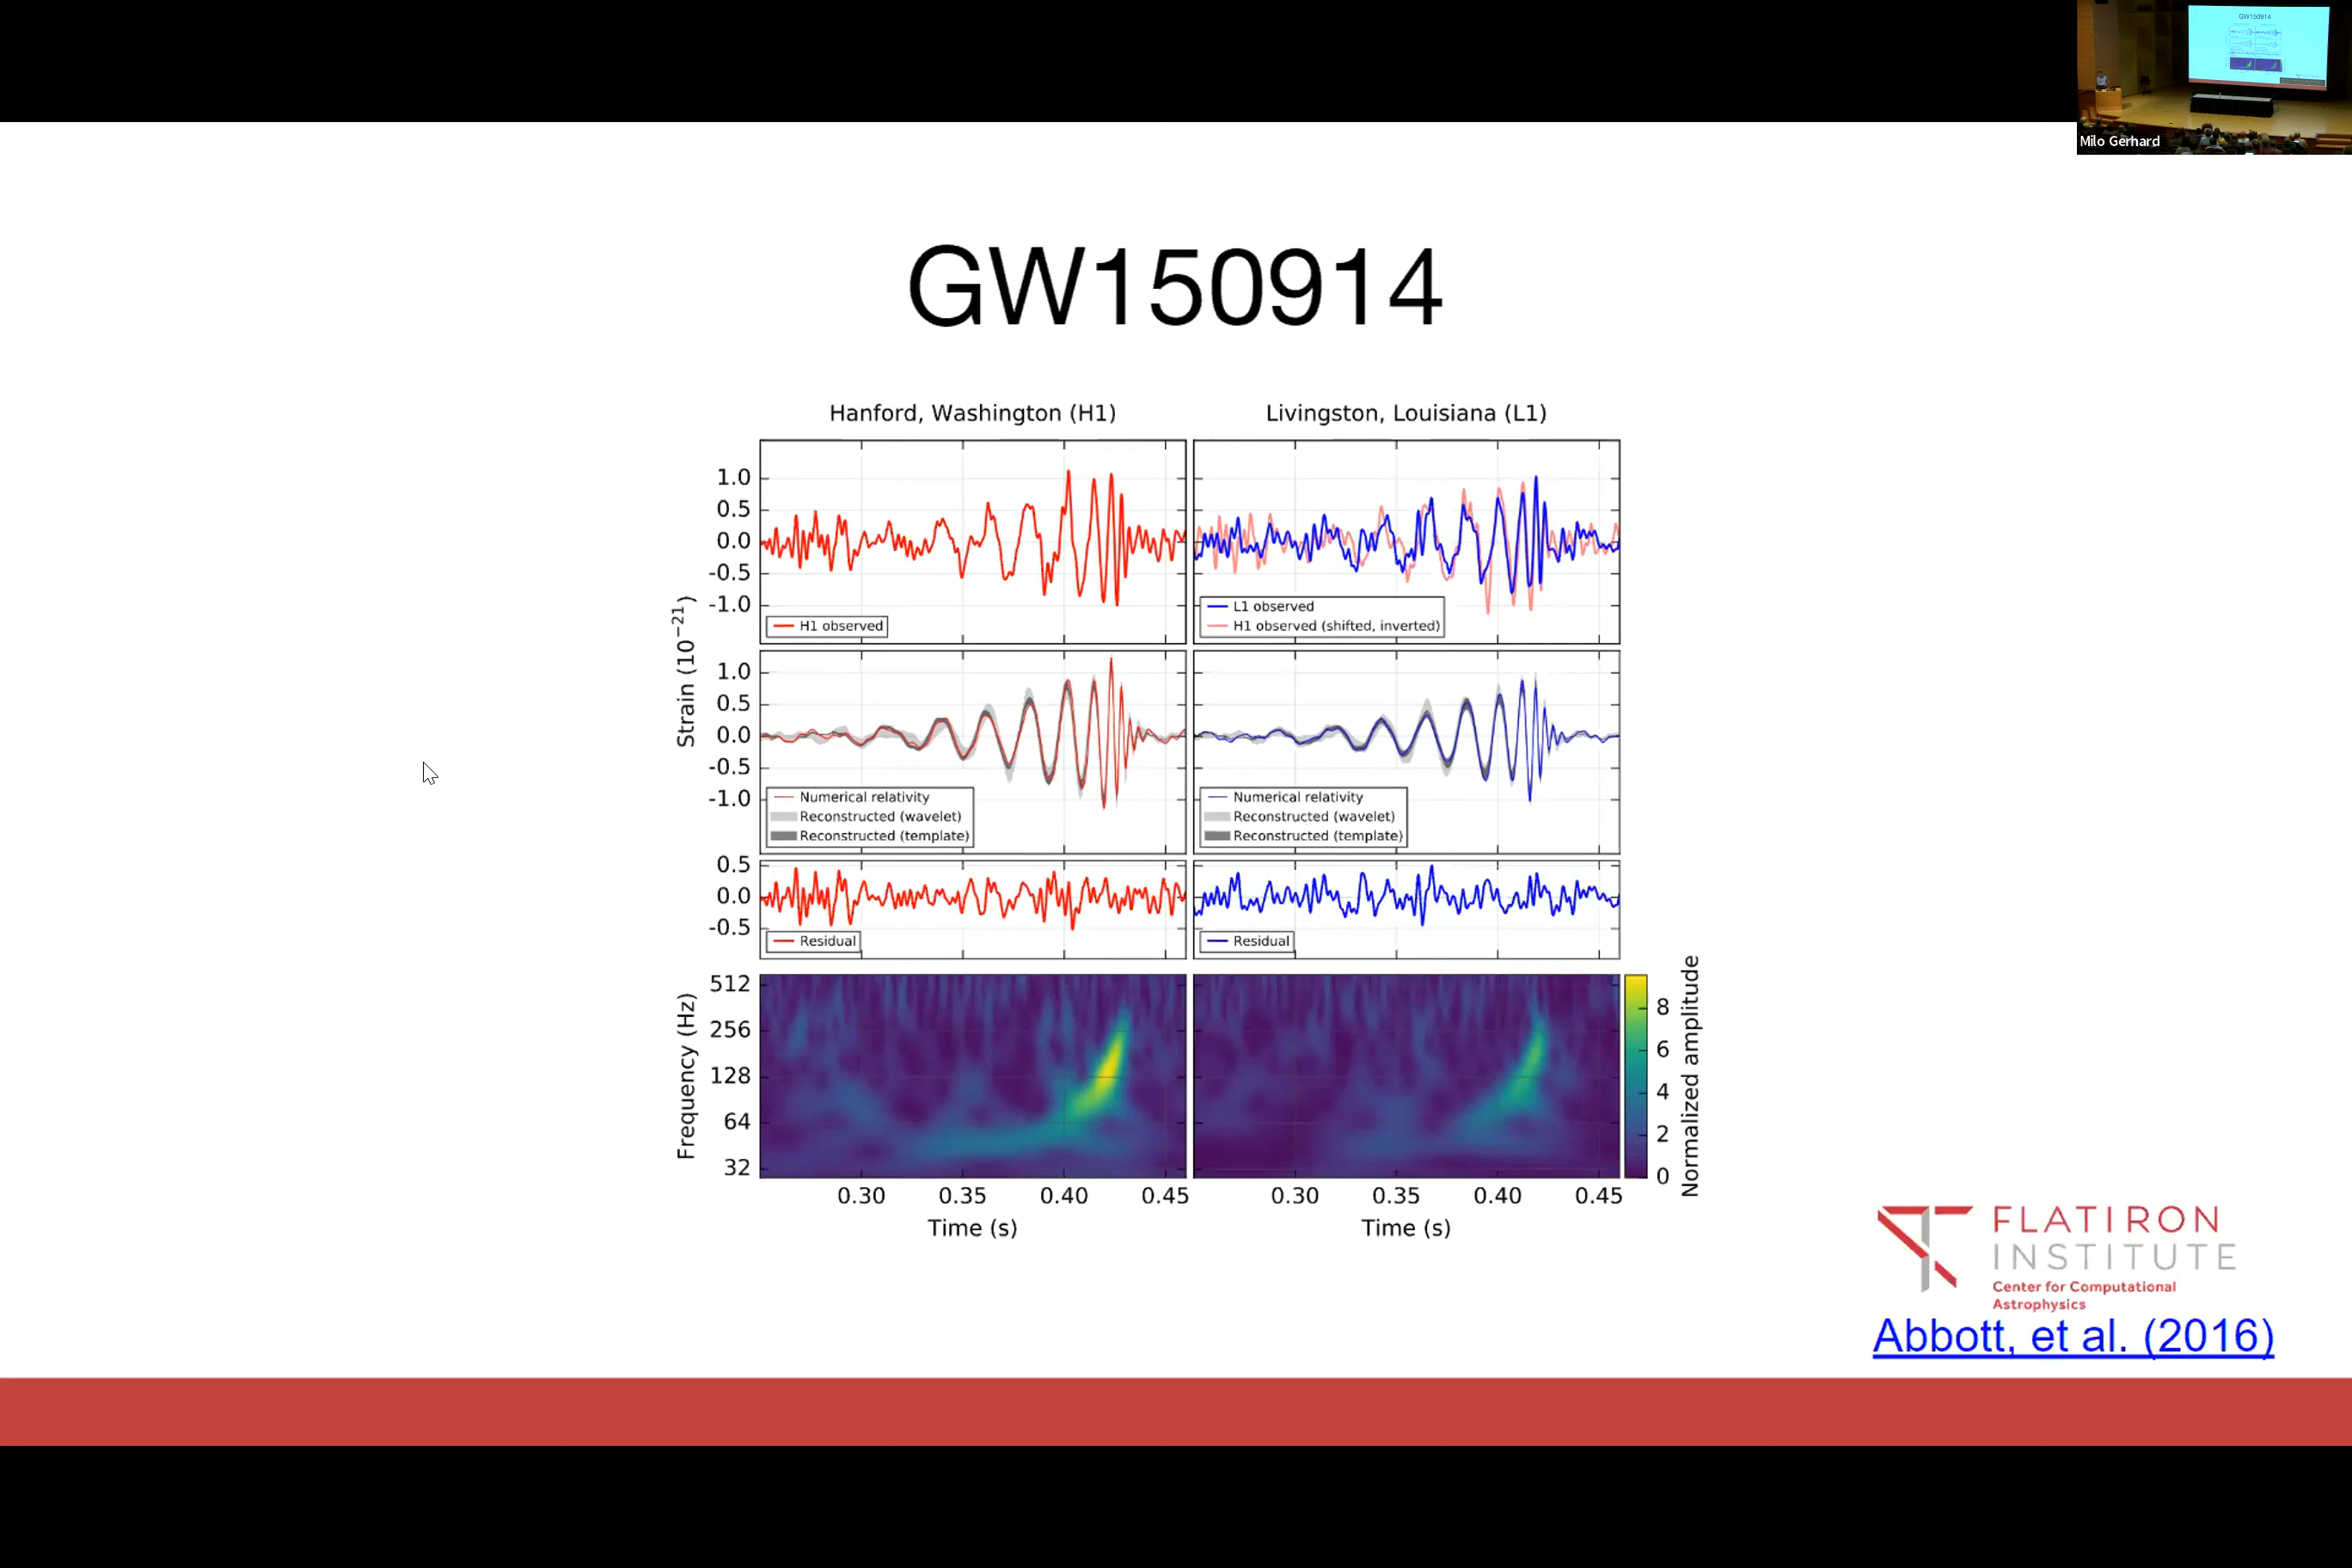 GW150914
Milo Gerhard
GW150914
Hanford, Washington (H1)
Livingston, Louisiana (L1)
Strain (10⁻²¹)
1.0
0.5
0.0
-0.5
-1.0
H1 observed
L1 observed
H1 observed (shifted, inverted)
1.0
0.5
0.0
-0.5
-1.0
Numerical relativity
Reconstructed (wavelet)
Reconstructed (template)
Numerical relativity
Reconstructed (wavelet)
Reconstructed (template)
0.5
0.0
-0.5
Residual
Residual
Frequency (Hz)
512
256
128
64
32
8
6
4
2
0
Normalized amplitude
0.30 0.35 0.40 0.45
0.30 0.35 0.40 0.45
Time (s)
Time (s)
FLATIRON
INSTITUTE
Center for Computational
Astrophysics
Abbott, et al. (2016)